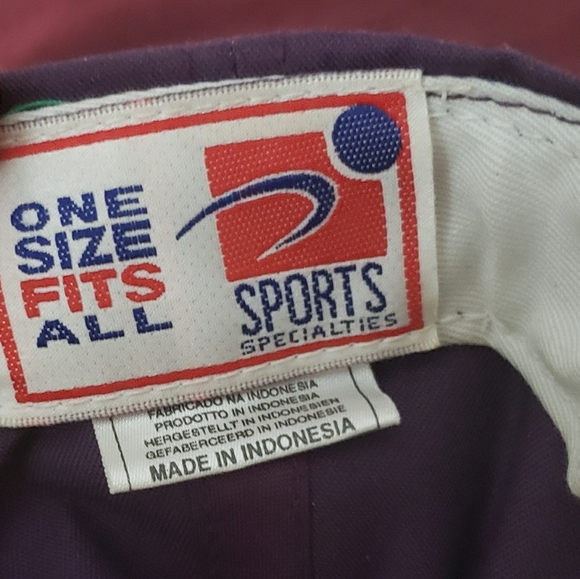 ONE
SIZE
FITS
ALL
SPORTS
SPECIALTIES
FABRICADO NA INDONESIA
PRODOTTO IN INDONESIA
HERGESTELLT IN INDONESIEN
GEFABERCEERD IN INDONESIE
MADE IN INDONESIA